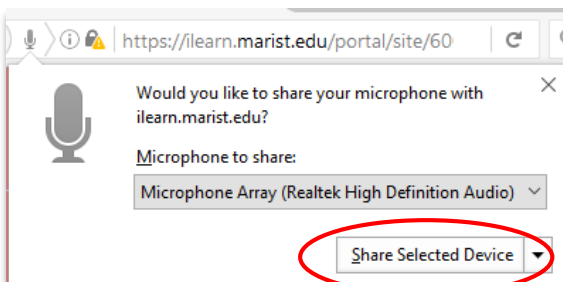 https://ilearn.marist.edu/portal/site/60
Would you like to share your microphone with
ilearn.marist.edu?
Microphone to share:
Microphone Array (Realtek High Definition Audio)
Share Selected Device